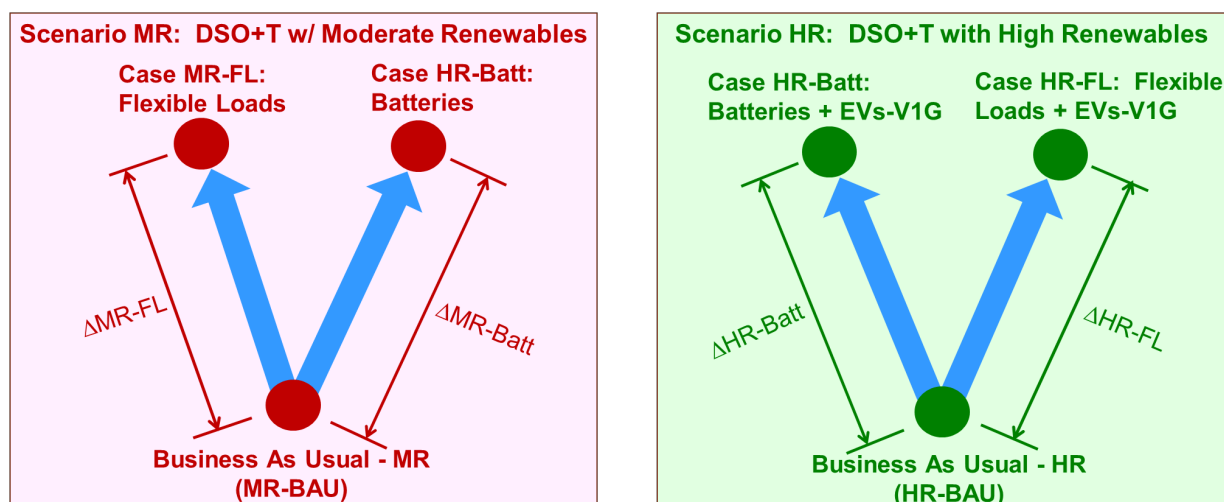 Scenario MR: DSO+T w/ Moderate Renewables
Case MR-FL:
Flexible Loads
Case HR-Batt:
Batteries
ΔMR-FL
ΔMR-Batt
Business As Usual - MR
(MR-BAU)
Scenario HR: DSO+T with High Renewables
Case HR-Batt:
Batteries + EVs-V1G
Case HR-FL: Flexible
Loads + EVs-V1G
ΔHR-Batt
ΔHR-FL
Business As Usual - HR
(HR-BAU)